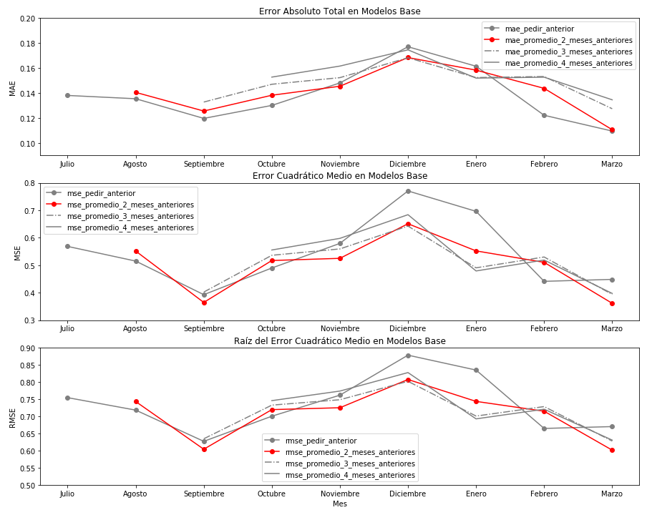 Error Absoluto Total en Modelos Base
0.20
0.18
0.16
0.14
0.12
0.10
MAE
mae_pedir_anterior
mae_promedio_2_meses_anteriores
mae_promedio_3_meses_anteriores
mae_promedio_4_meses_anteriores
Julio Agosto Septiembre Octubre Noviembre Diciembre Enero Febrero Marzo
Error Cuadrático Medio en Modelos Base
0.8
0.7
0.6
0.5
0.4
0.3
MSE
mse_pedir_anterior
mse_promedio_2_meses_anteriores
mse_promedio_3_meses_anteriores
mse_promedio_4_meses_anteriores
Julio Agosto Septiembre Octubre Noviembre Diciembre Enero Febrero Marzo
Raíz del Error Cuadrático Medio en Modelos Base
0.90
0.85
0.80
0.75
0.70
0.65
0.60
0.55
0.50
RMSE
rmse_pedir_anterior
rmse_promedio_2_meses_anteriores
rmse_promedio_3_meses_anteriores
rmse_promedio_4_meses_anteriores
Julio Agosto Septiembre Octubre Noviembre Diciembre Enero Febrero Marzo
Mes